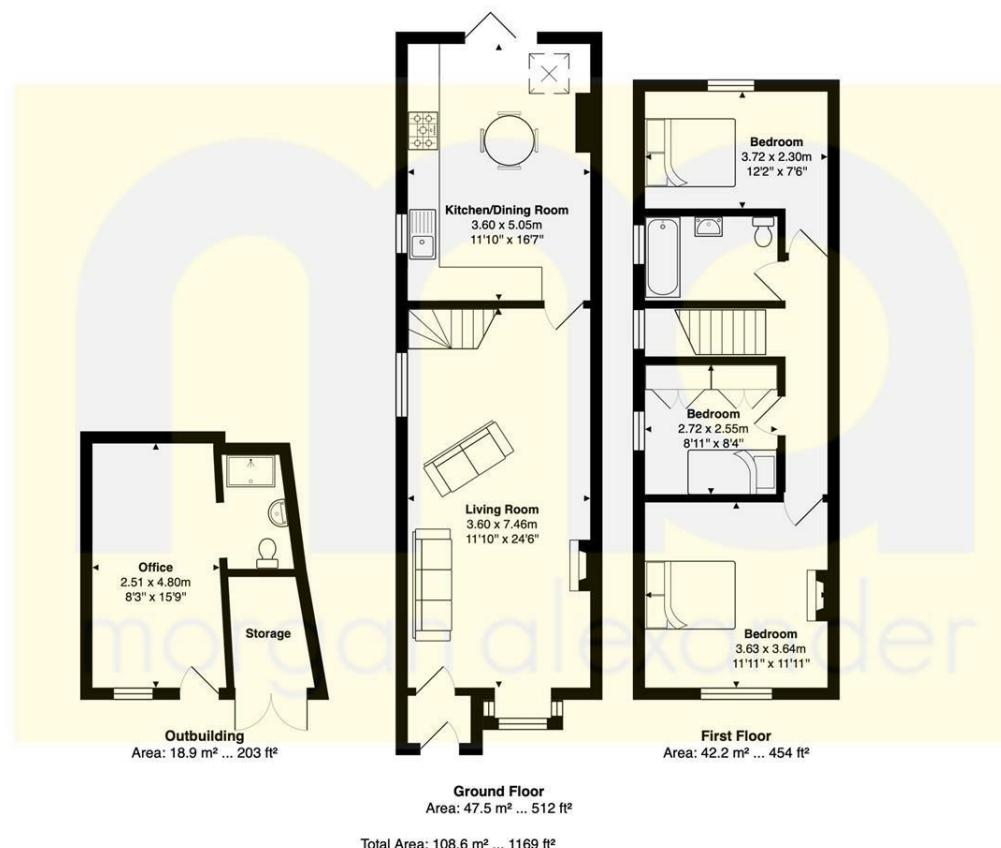 Kitchen/Dining Room
3.60 x 5.05m
11'10" x 16'7"
Bedroom
3.72 x 2.30m
12'2" x 7'6"
Bedroom
2.72 x 2.55m
8'11" x 8'4"
Living Room
3.60 x 7.46m
11'10" x 24'6"
Office
2.51 x 4.80m
8'3" x 15'9"
Storage
Bedroom
3.63 x 3.64m
11'11" x 11'11"
ma
morgan alexander
Outbuilding
Area: 18.9 m² ... 203 ft²
First Floor
Area: 42.2 m² ... 454 ft²
Ground Floor
Area: 47.5 m² ... 512 ft²
Total Area: 108.6 m² ... 1169 ft²